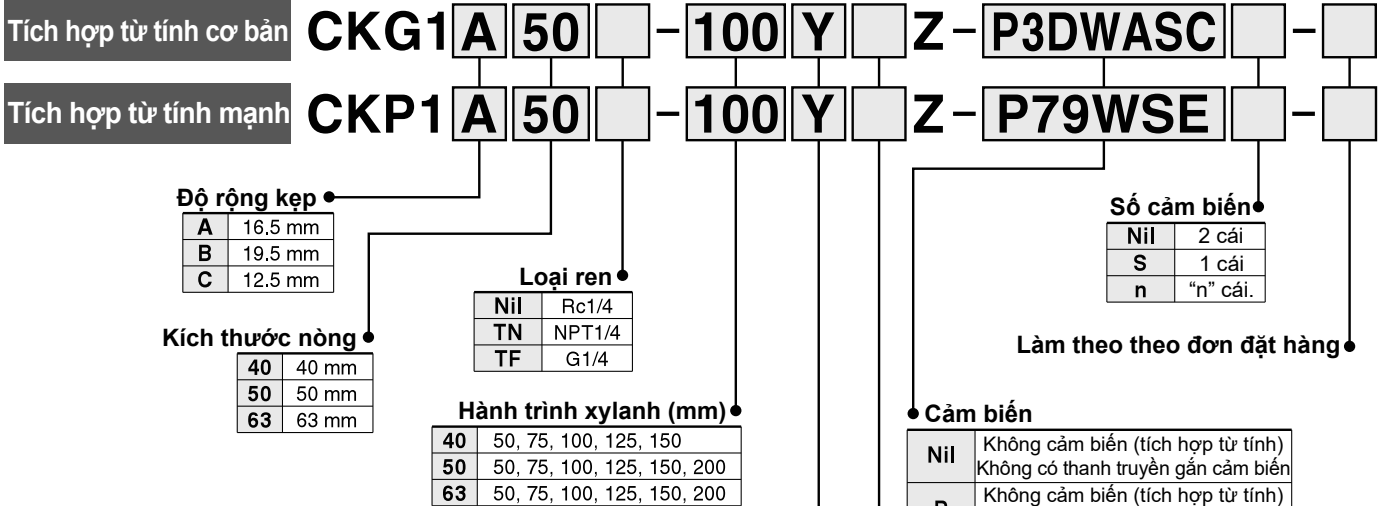 Tích hợp từ tính cơ bản CKG1 A 50 - 100 Y Z - P3DWASC -
Tích hợp từ tính mạnh CKP1 A 50 - 100 Y Z - P79WSE -
Độ rộng kẹp
A 16.5 mm
B 19.5 mm
C 12.5 mm
Kích thước nòng
40 40 mm
50 50 mm
63 63 mm
Loại ren
Nil Rc1/4
TN NPT1/4
TF G1/4
Hành trình xylanh (mm)
40 50, 75, 100, 125, 150
50 50, 75, 100, 125, 150, 200
63 50, 75, 100, 125, 150, 200
Số cảm biến
Nil 2 cái
S 1 cái
n “n” cái.
Làm theo theo đơn đặt hàng
Cảm biến
Nil Không cảm biến (tích hợp từ tính)
Không có thanh truyền gắn cảm biến
Không cảm biến (tích hợp từ tính)